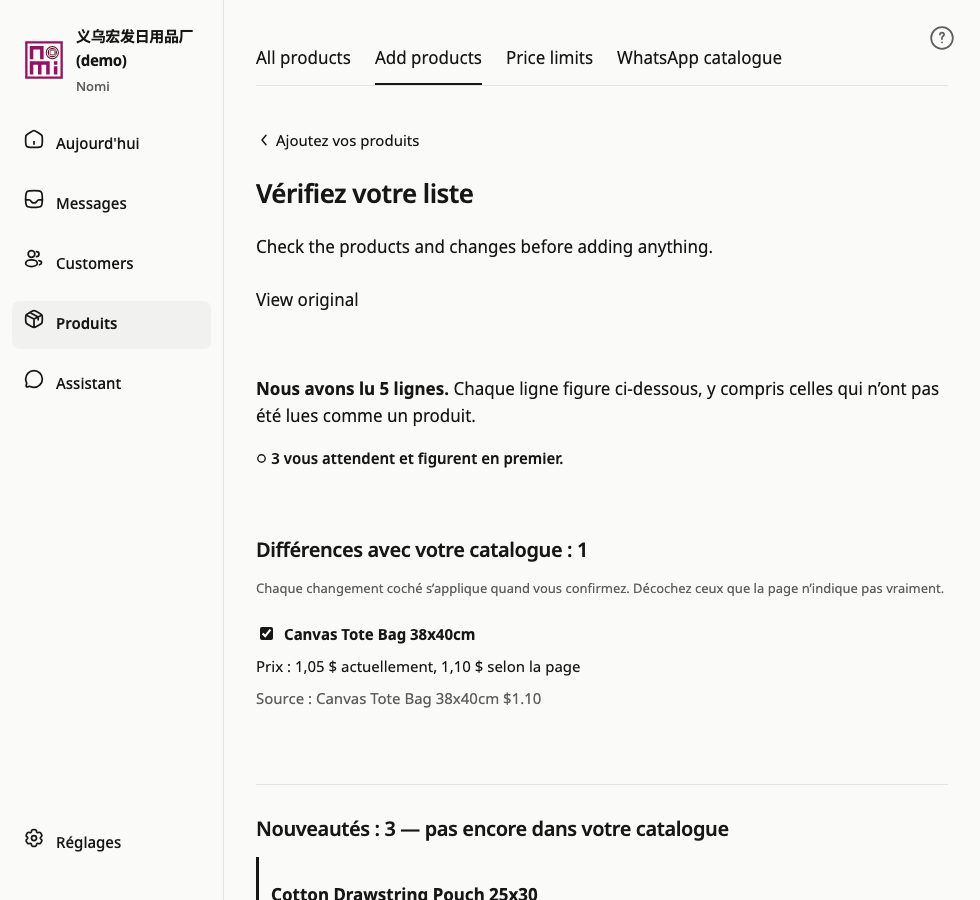 义乌宏发日用品厂
(demo)
Nomi
Aujourd'hui
Messages
Customers
Produits
Assistant
Réglages
All products
Add products
Price limits
WhatsApp catalogue
Ajoutez vos produits
Vérifiez votre liste
Check the products and changes before adding anything.
View original
Nous avons lu 5 lignes. Chaque ligne figure ci-dessous, y compris celles qui n’ont pas
été lues comme un produit.
3 vous attendent et figurent en premier.
Différences avec votre catalogue : 1
Chaque changement coché s’applique quand vous confirmez. Décochez ceux que la page n’indique pas vraiment.
Canvas Tote Bag 38x40cm
Prix : 1,05 $ actuellement, 1,10 $ selon la page
Source : Canvas Tote Bag 38x40cm $1.10
Nouveautés : 3 — pas encore dans votre catalogue
Cotton Drawstring Pouch 25x30